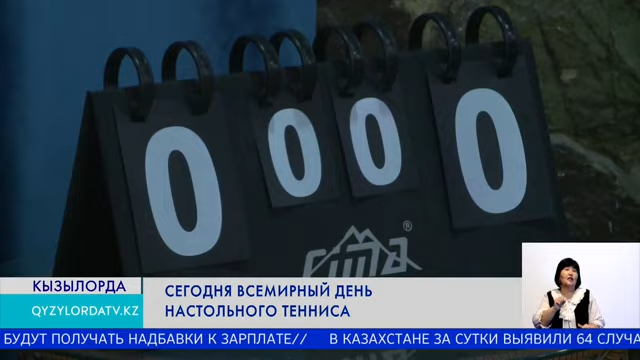 0 0 0 0
®
КЫЗЫЛОРДА
QYZYLORDATV.KZ
СЕГОДНЯ ВСЕМИРНЫЙ ДЕНЬ
НАСТОЛЬНОГО ТЕННИСА
БУДУТ ПОЛУЧАТЬ НАДБАВКИ К ЗАРПЛАТЕ// В КАЗАХСТАНЕ ЗА СУТКИ ВЫЯВИЛИ 64 СЛУЧА